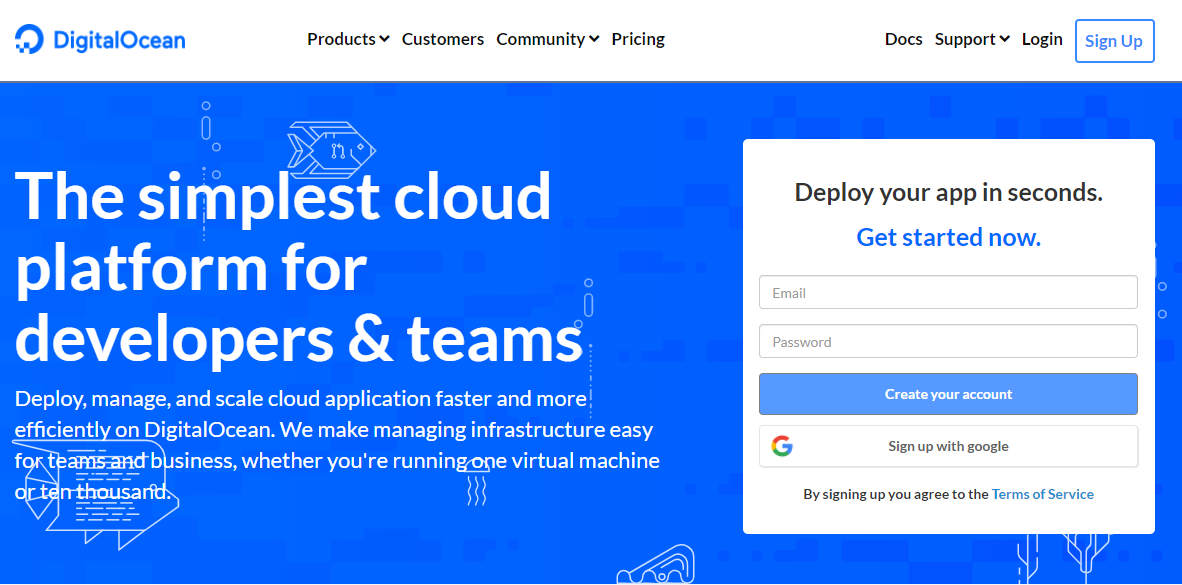 DigitalOcean
Products Customers Community Pricing
Docs Support Login Sign Up
The simplest cloud
platform for
developers & teams
Deploy, manage, and scale cloud application faster and more
efficiently on DigitalOcean. We make managing infrastructure easy
for teams and business, whether you're running one virtual machine
or ten thousand.
Deploy your app in seconds.
Get started now.
Email
Password
Create your account
Sign up with google
By signing up you agree to the Terms of Service